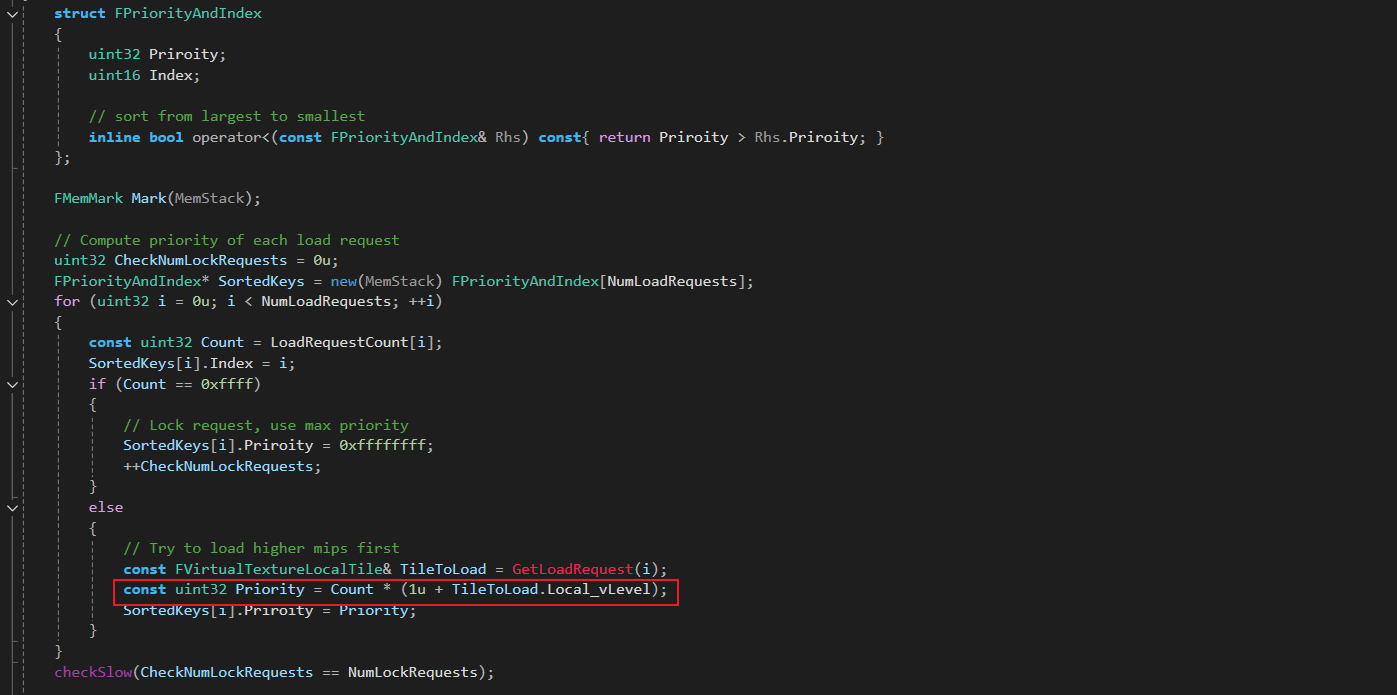 struct FPriorityAndIndex
{
uint32 Priroity;
uint16 Index;
// sort from largest to smallest
inline bool operator<(const FPriorityAndIndex& Rhs) const{ return Priroity > Rhs.Priroity; }
};
FMemMark Mark(MemStack);
// Compute priority of each load request
uint32 CheckNumLockRequests = 0u;
FPriorityAndIndex* SortedKeys = new(MemStack) FPriorityAndIndex[NumLoadRequests];
for (uint32 i = 0u; i < NumLoadRequests; ++i)
{
const uint32 Count = LoadRequestCount[i];
SortedKeys[i].Index = i;
if (Count == 0xffff)
{
// Lock request, use max priority
SortedKeys[i].Priroity = 0xffffffff;
++CheckNumLockRequests;
}
else
{
// Try to load higher mips first
const FVirtualTextureLocalTile& TileToLoad = GetLoadRequest(i);
const uint32 Priority = Count * (1u + TileToLoad.Local_vLevel);
SortedKeys[i].Priroity = Priority;
}
}
checkSlow(CheckNumLockRequests == NumLockRequests);